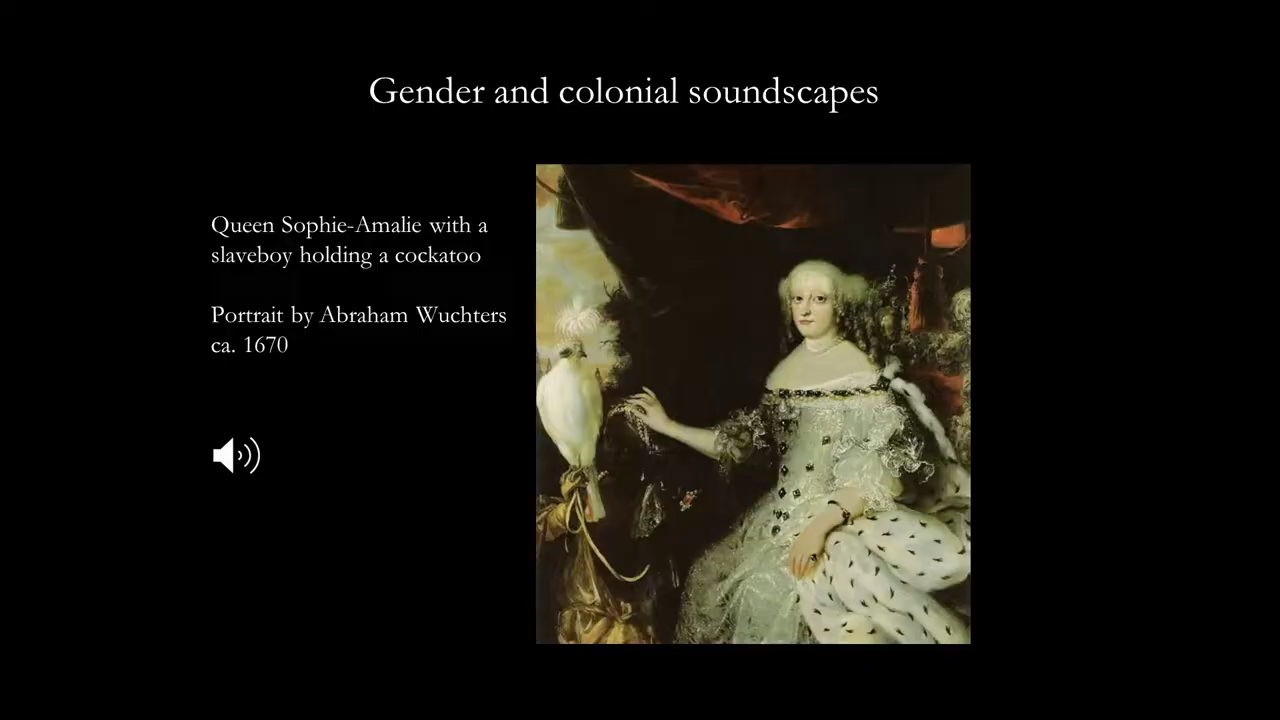 Gender and colonial soundscapes
Queen Sophie-Amalie with a
slaveboy holding a cockatoo
Portrait by Abraham Wuchters
ca. 1670